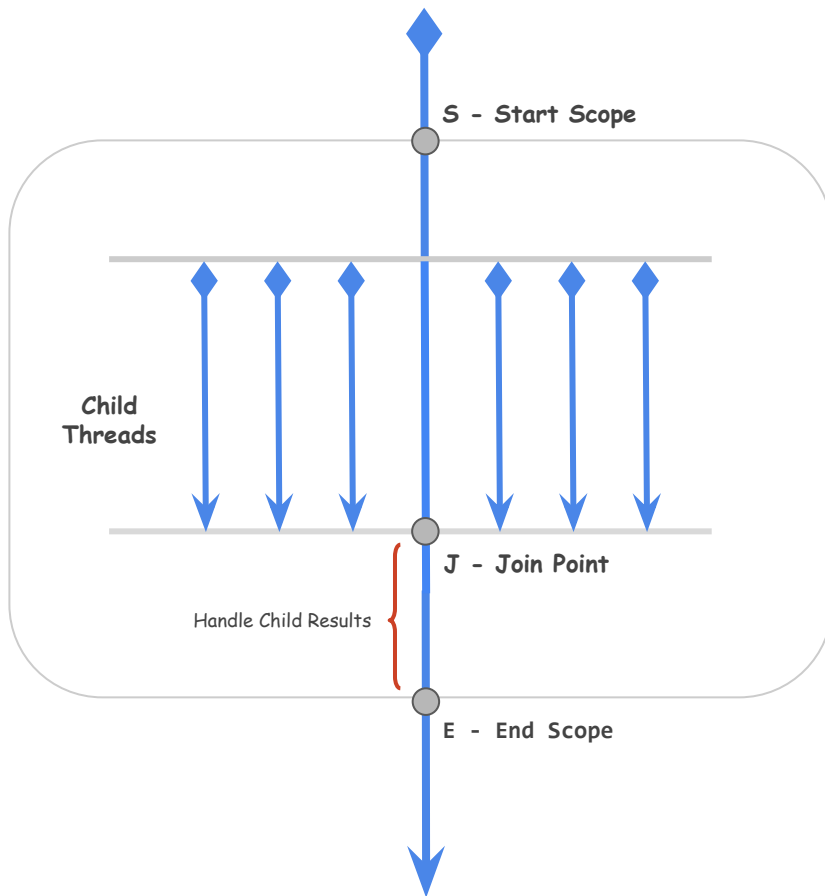 S - Start Scope
Child
Threads
J - Join Point
Handle Child Results
E - End Scope